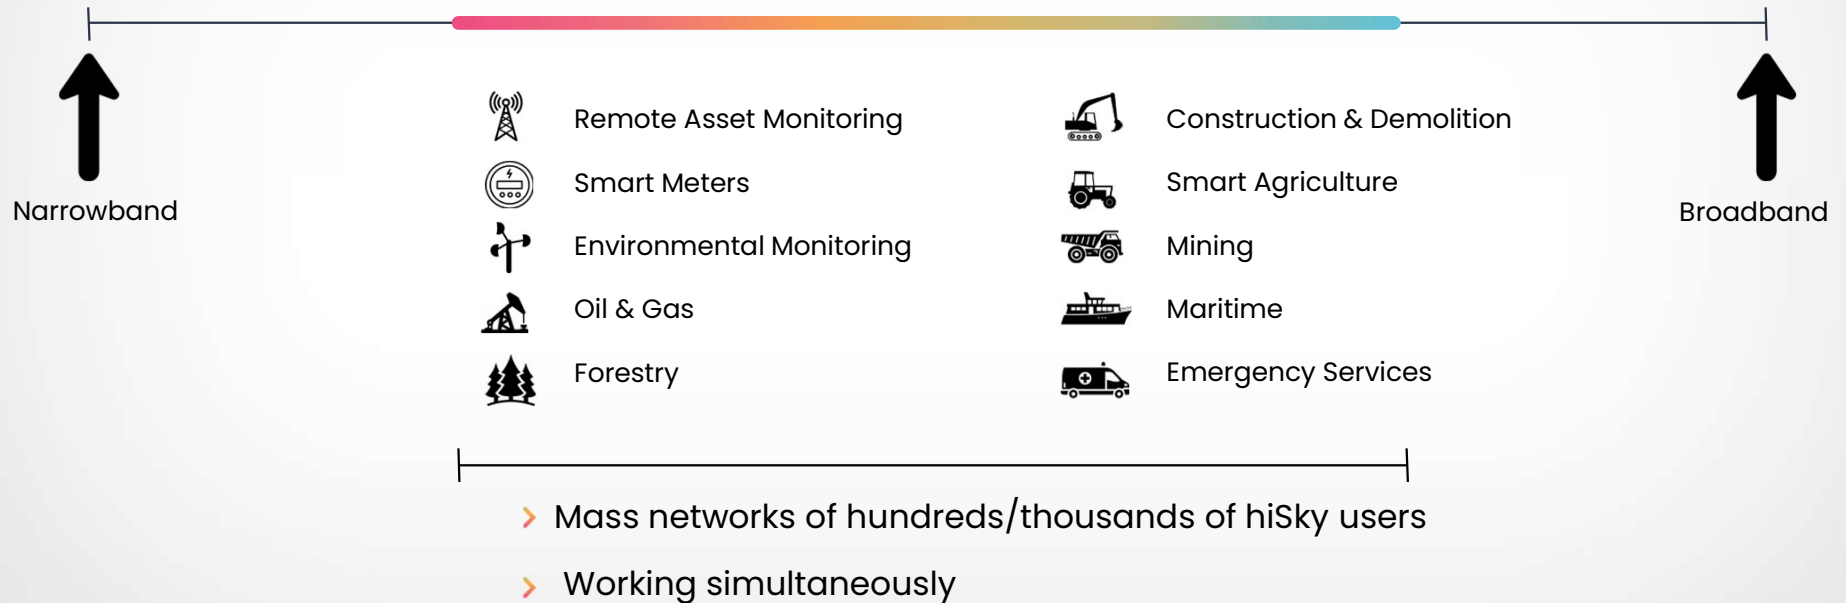 Narrowband
Broadband
Remote Asset Monitoring
Smart Meters
Environmental Monitoring
Oil & Gas
Forestry
Construction & Demolition
Smart Agriculture
Mining
Maritime
Emergency Services
Mass networks of hundreds/thousands of hiSky users
Working simultaneously